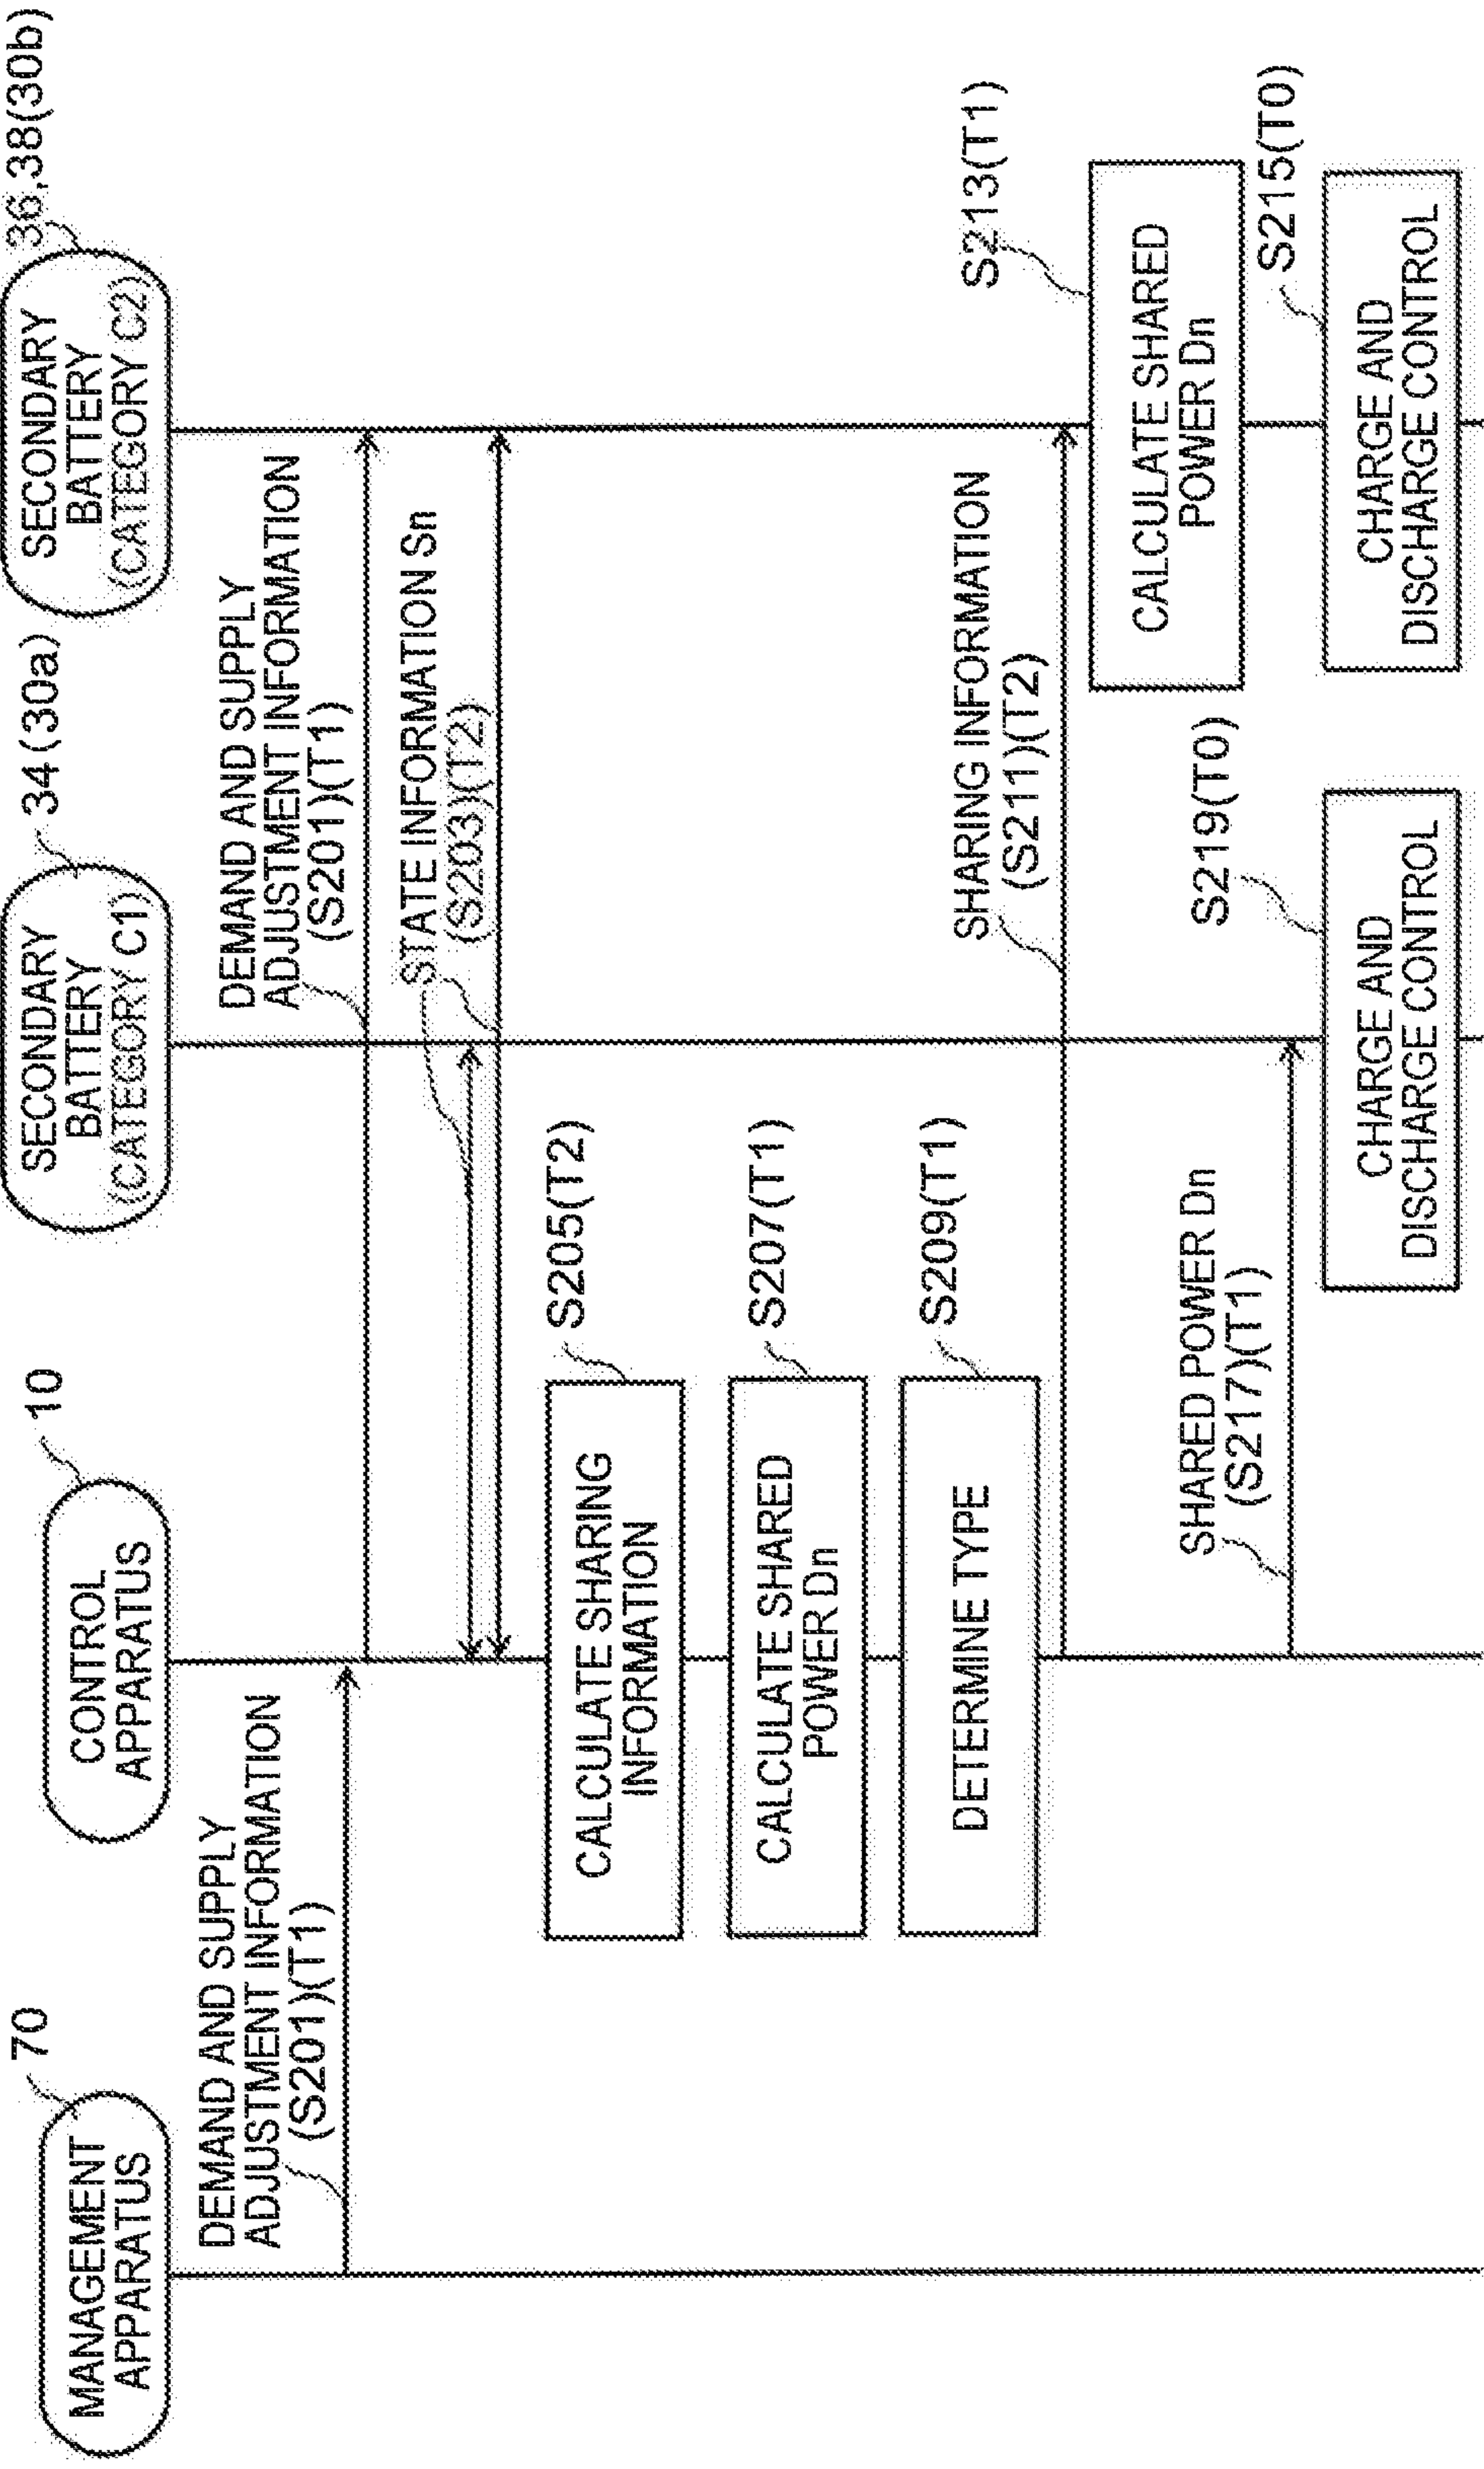 70
MANAGEMENT
APPARATUS
10
CONTROL
APPARATUS
34(30a)
SECONDARY
BATTERY
(CATEGORY C1)
36,38(30b)
SECONDARY
BATTERY
(CATEGORY C2)
DEMAND AND SUPPLY
ADJUSTMENT INFORMATION
(S201)(T1)
DEMAND AND SUPPLY
ADJUSTMENT INFORMATION
(S201)(T1)
STATE INFORMATION Sn
(S203)(T2)
S205(T2)
CALCULATE SHARING
INFORMATION
S207(T1)
CALCULATE SHARED
POWER Dn
S209(T1)
DETERMINE TYPE
SHARING INFORMATION
(S211)(T2)
S213(T1)
CALCULATE SHARED
POWER Dn
S215(T0)
CHARGE AND
DISCHARGE CONTROL
SHARED POWER Dn
(S217)(T1)
S219(T0)
CHARGE AND
DISCHARGE CONTROL